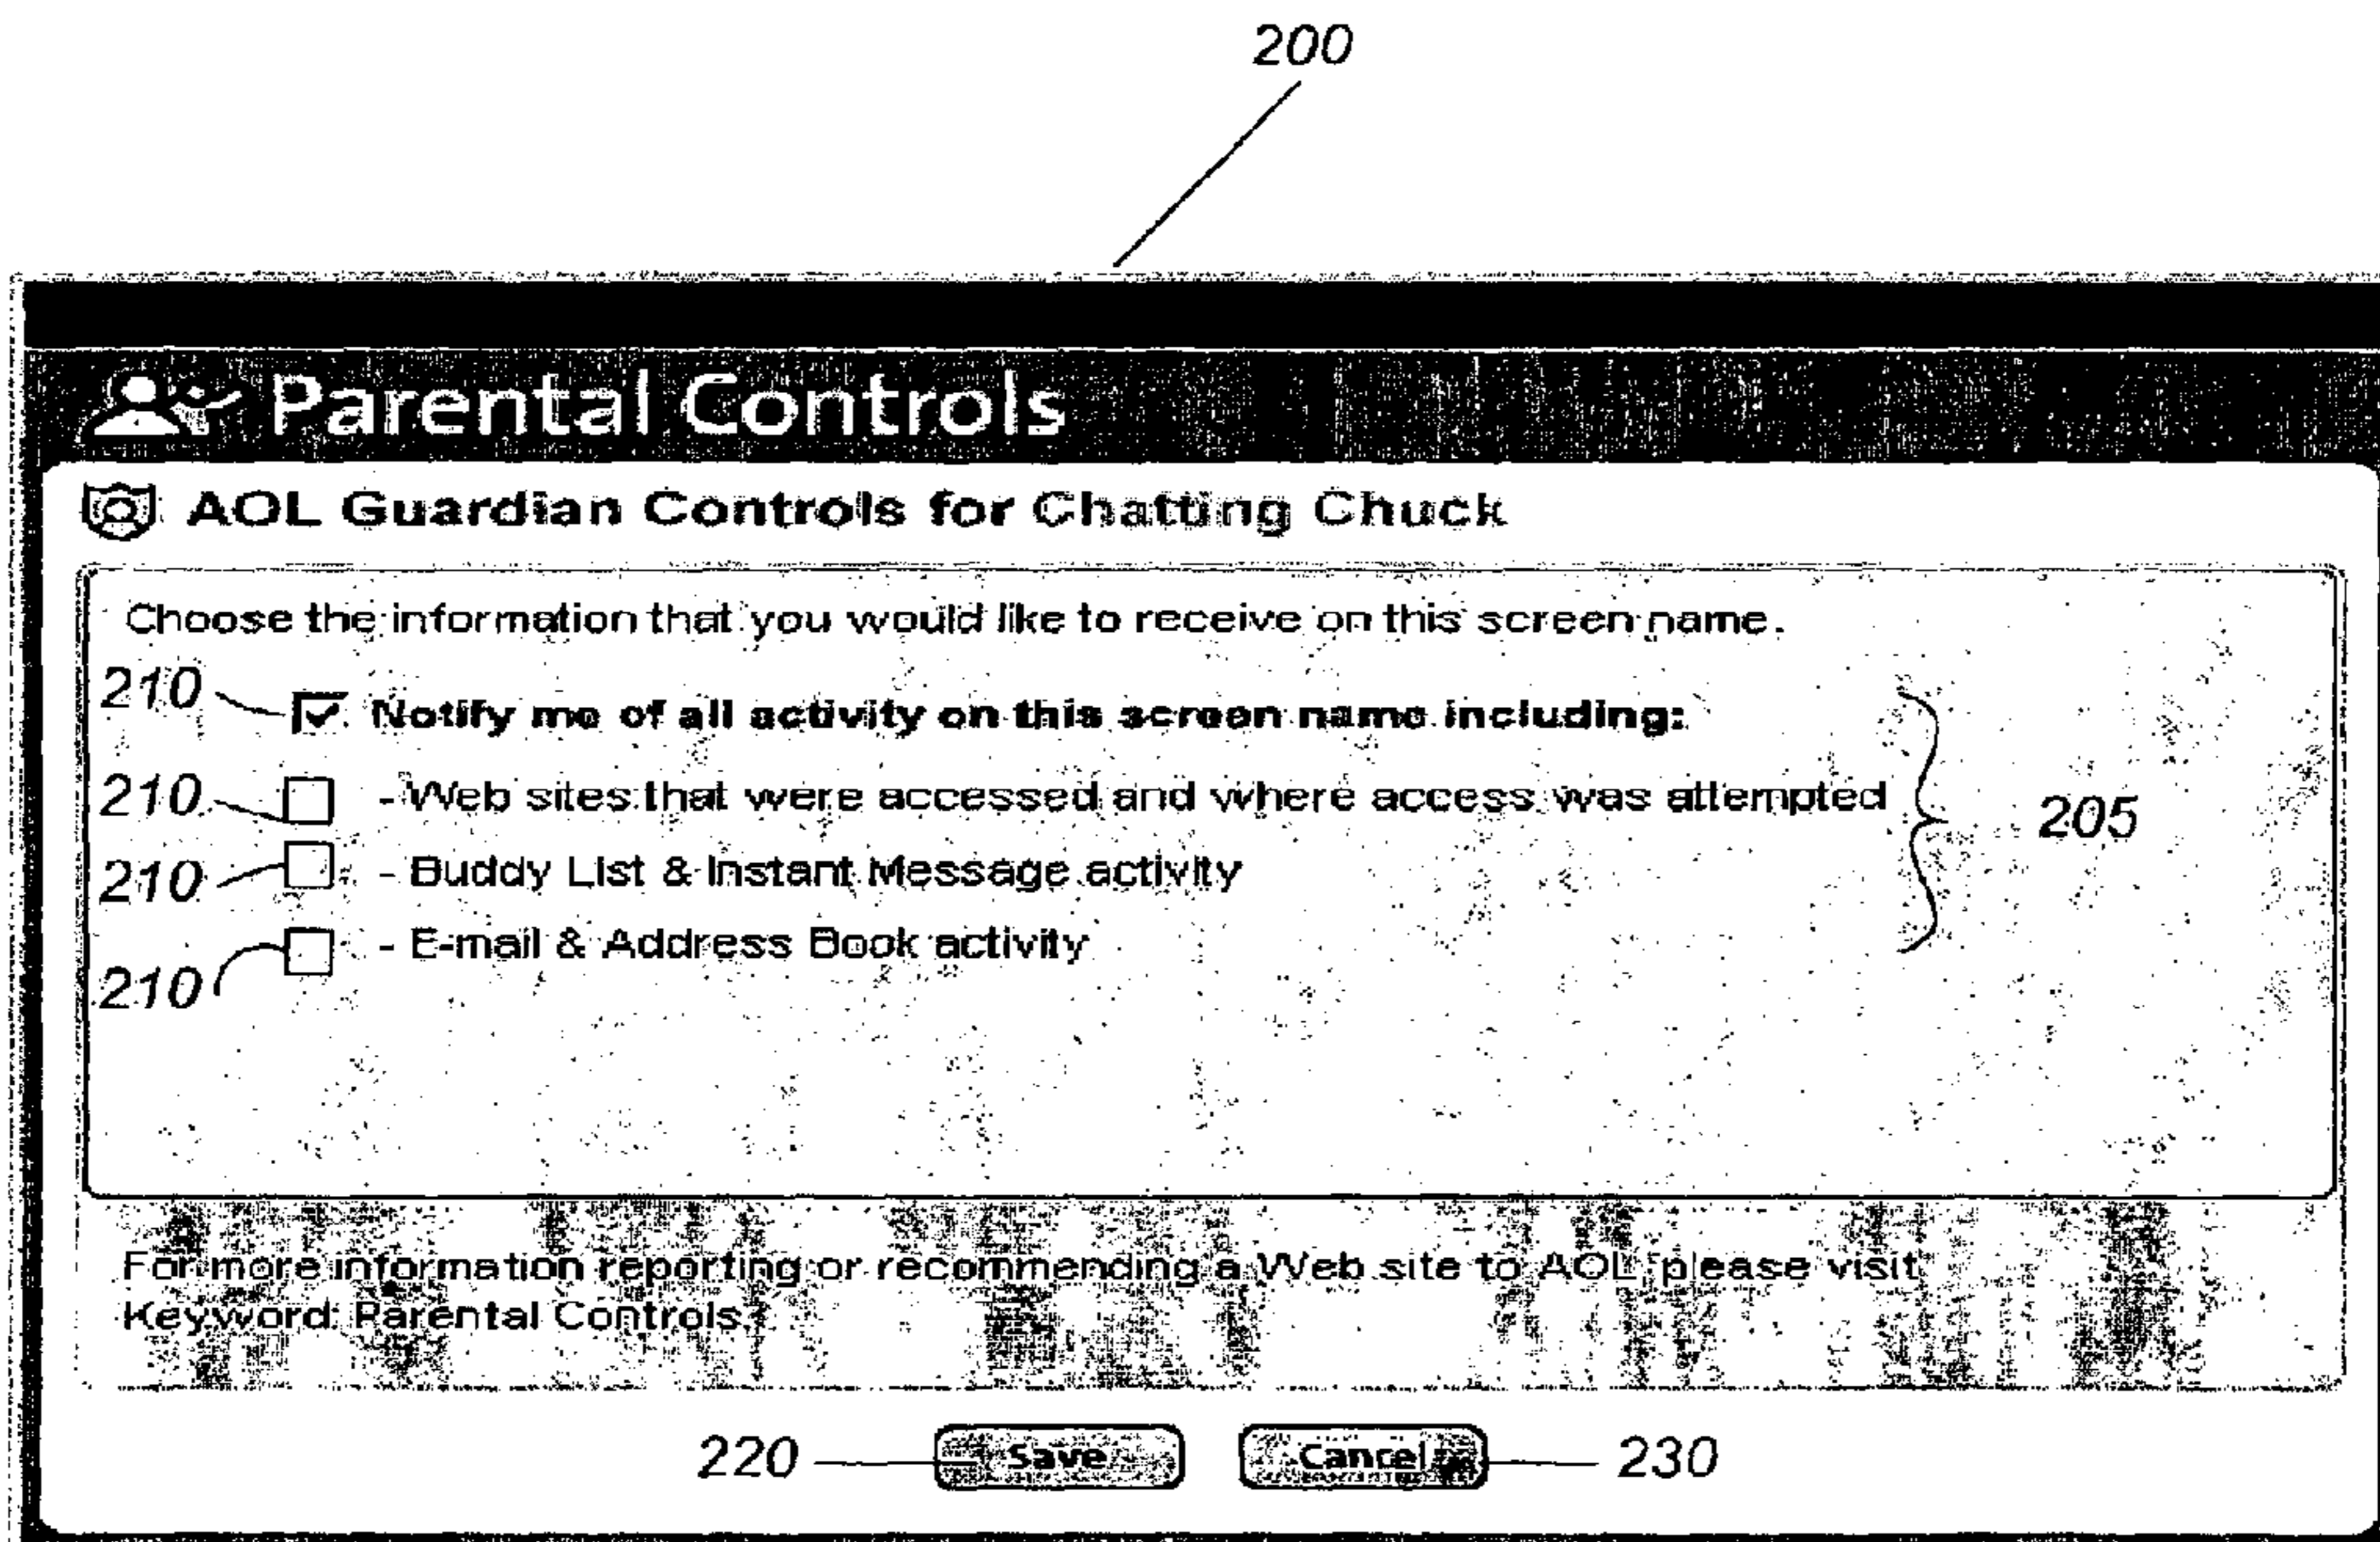 200
Parental Controls
AOL Guardian Controls for Chatting Chuck
Choose the information that you would like to receive on this screen name.
210 Notify me of all activity on this screen name including:
210 - Web sites that were accessed and where access was attempted 205
210 - Buddy List & Instant Message activity
210 - E-mail & Address Book activity
For more information reporting or recommending a Web site to AOL, please visit
Keyword: Parental Controls.
220 Save Cancel 230